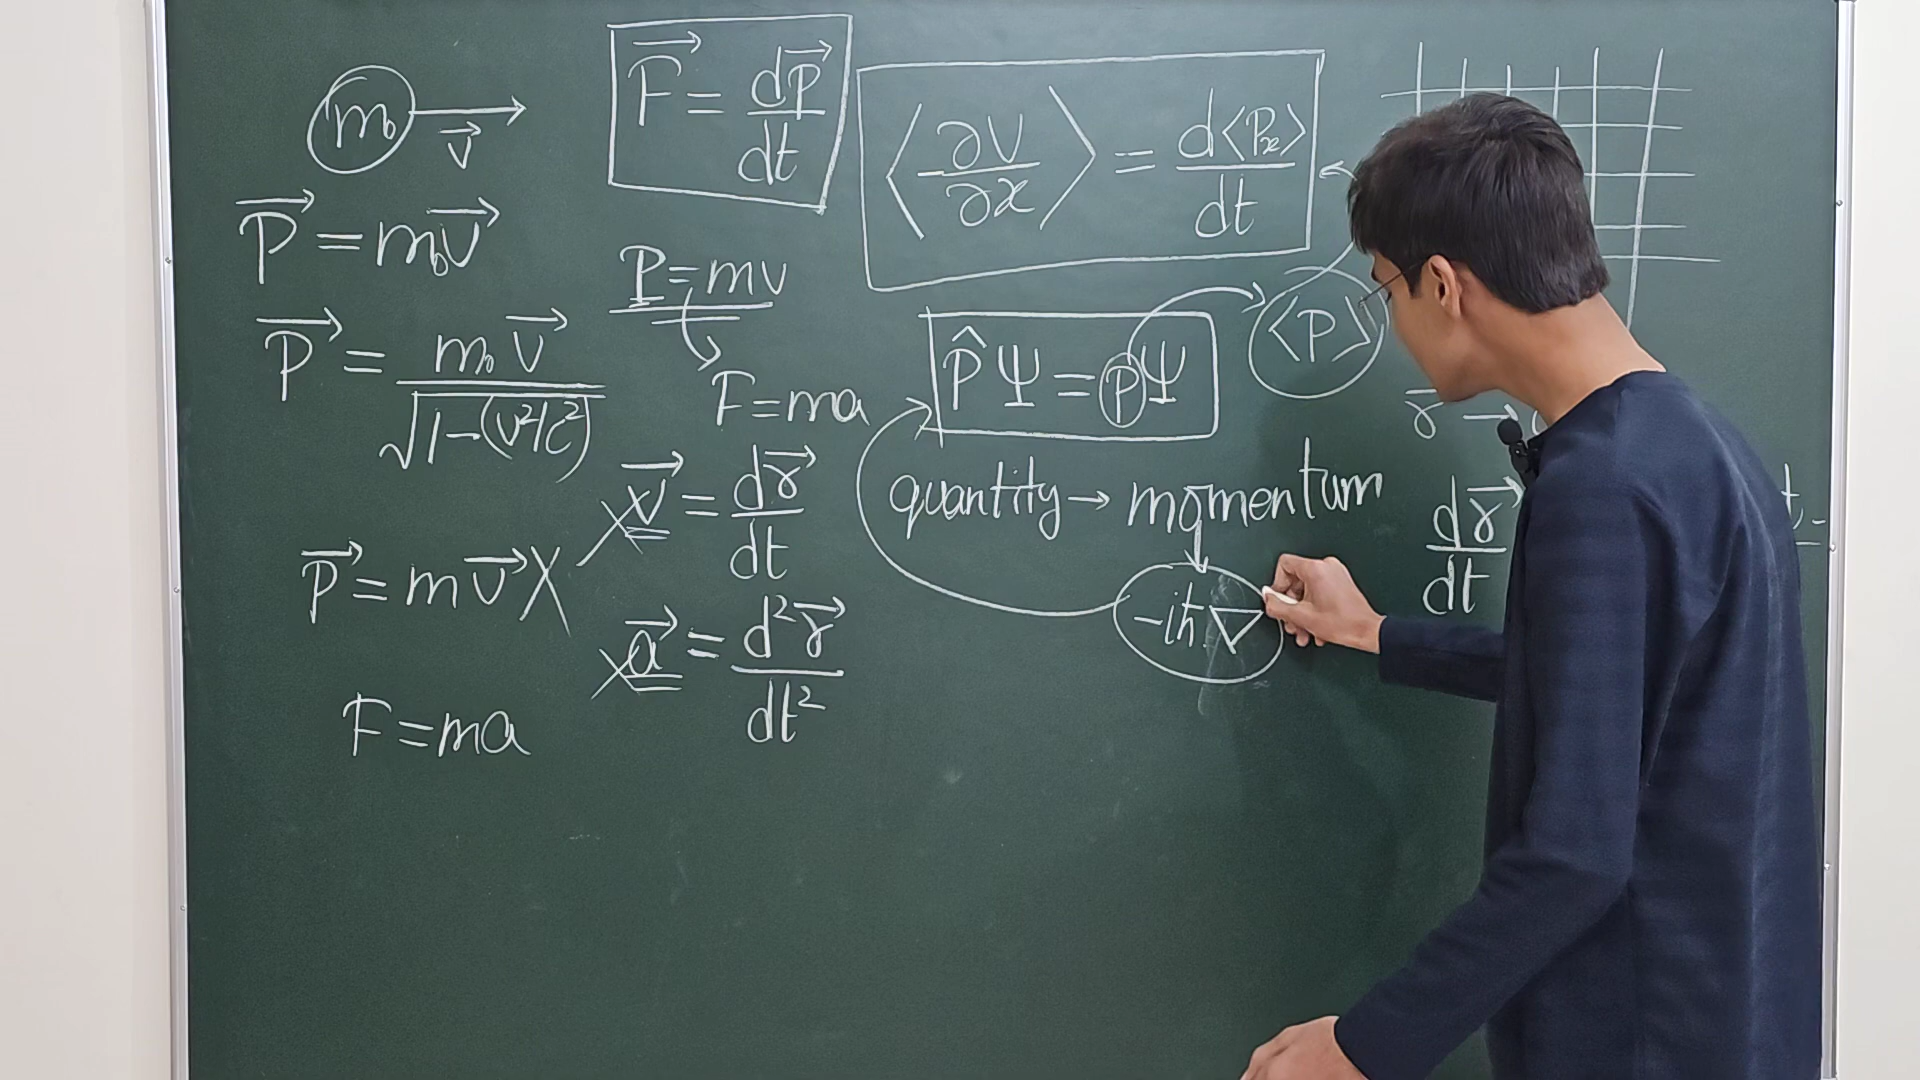 m₀
v⃗
P⃗ = m₀v⃗
P⃗ = m₀v⃗ / √1-(v²/c²)
P⃗ = mv⃗ X
F = ma
F⃗ = dP⃗/dt
P = mv
F = ma
v⃗ = dr⃗/dt
a⃗ = d²r⃗/dt²
⟨-∂V/∂x⟩ = d⟨Pₓ⟩/dt
P̂Ψ = pΨ
⟨P⟩
quantity → momentum
-iħ∇
r⃗ →
dr⃗/dt